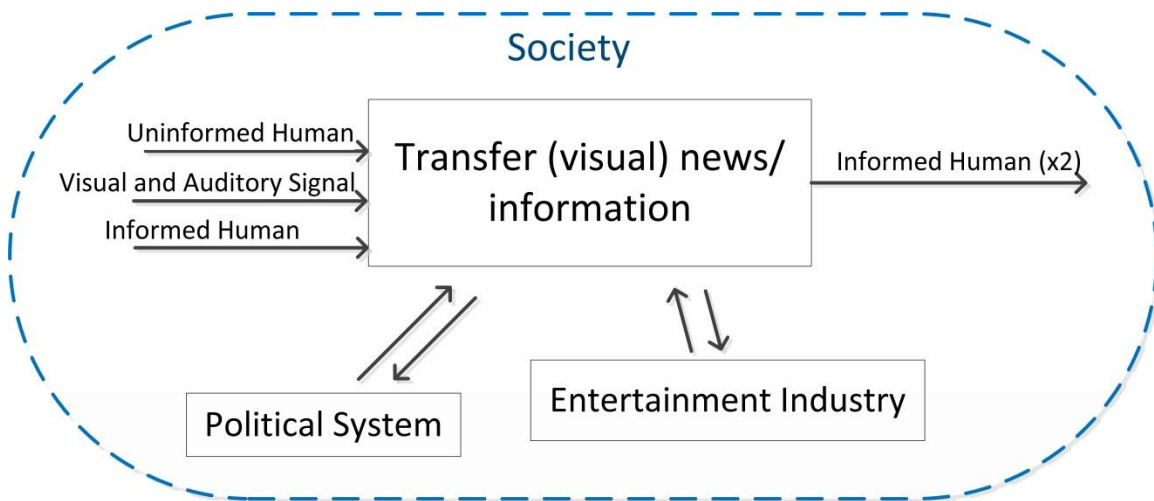 Society
Uninformed Human
Visual and Auditory Signal
Informed Human
Transfer (visual) news/
information
Informed Human (x2)
Political System
Entertainment Industry